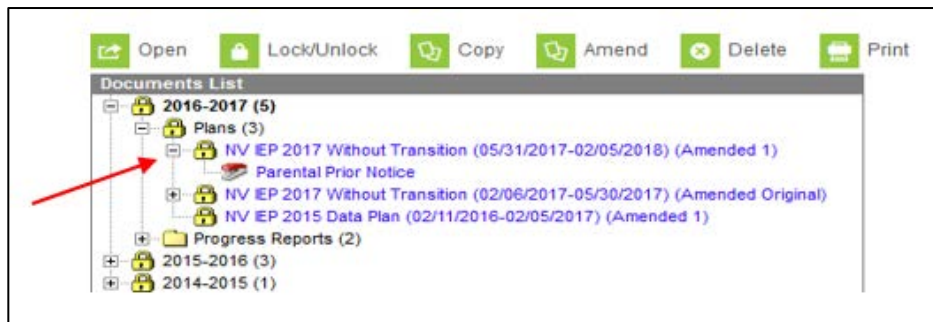 Open Lock/Unlock Copy Amend Delete Print
Documents List
2016-2017 (5)
Plans (3)
NV IEP 2017 Without Transition (05/31/2017-02/05/2018) (Amended 1)
Parental Prior Notice
NV IEP 2017 Without Transition (02/06/2017-05/30/2017) (Amended Original)
NV IEP 2015 Data Plan (02/11/2016-02/05/2017) (Amended 1)
Progress Reports (2)
2015-2016 (3)
2014-2015 (1)